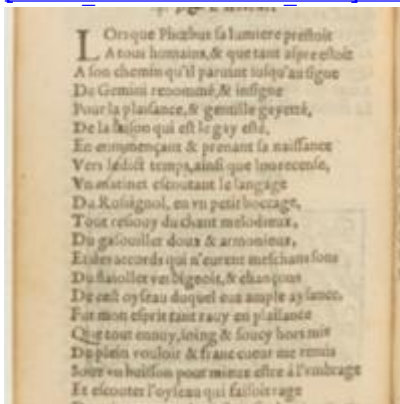 LOrsque Phœbus sa lumiere prestoit
A tous humains, & que tant aspre estoit
A son chemin qu'il paruint iusqu'au signe
De Gemini renommé, & insigne
Pour la plaisance, & gentille gayeté,
De la saison qui est le gay esté,
En commençant & prenant sa naissance
Vers ledict temps, ainsi que ie recense,
Vn matinet escoutant le langage
Du Rossignol, en vn petit boccage,
Tout resiouy du chant melodieux,
Du gasouiller doux & armonieux,
Et des accords qui n'eurent meschans sons
Du & chansons
De cest oyseau duquel eus ample aysance,
Fut mon esprit tant rauy en plaisance
Que tout ennuy, soing & soucy hors mis
Du plein vouloir & franc cueur me remis
Soubz vn buisson pour mieux estre à l'vmbrage
Et escouter l'oyseau qui faisoit rage